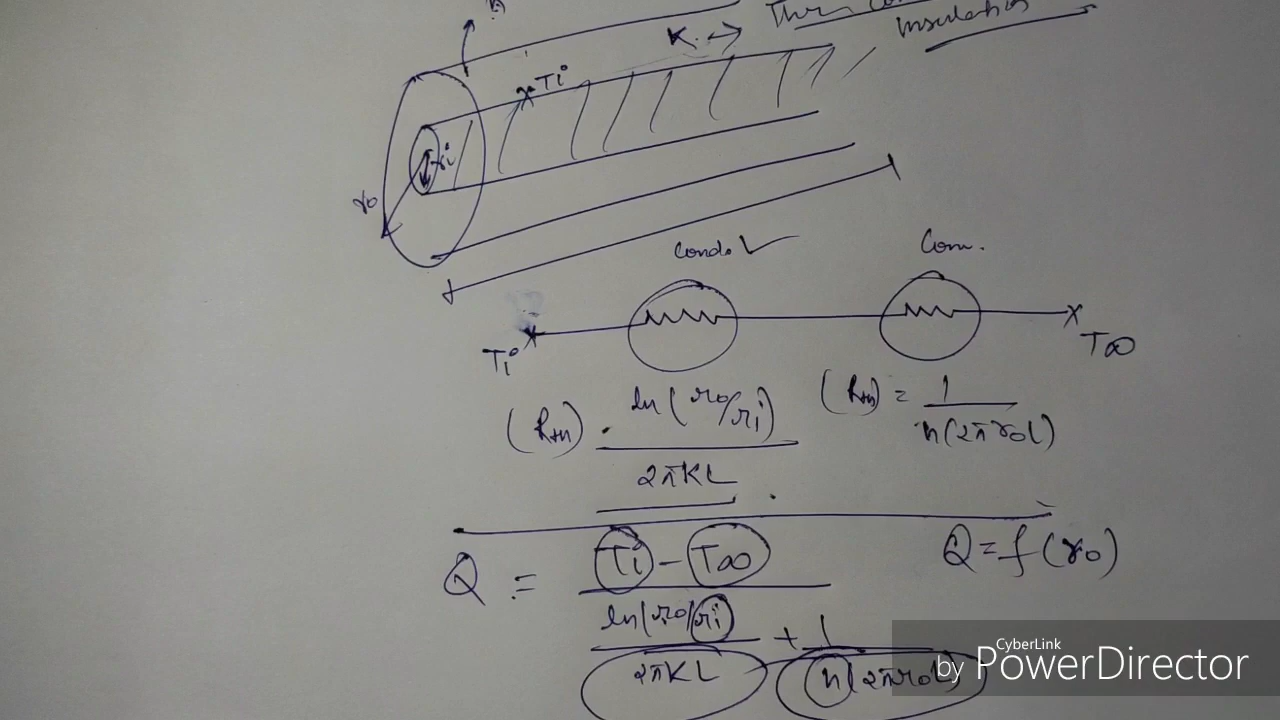 K →
insulation
Ti
ri
ro
Cond. ✓
Conv.
Ti
T∞
(Rth) . ln(ro/ri) / 2πKL
(Rth) = 1 / h(2πroL)
Q = Ti - T∞ / ln(ro/ri) / 2πKL + 1 / h(2πroL)
Q = f(ro)
CyberLink
by PowerDirector